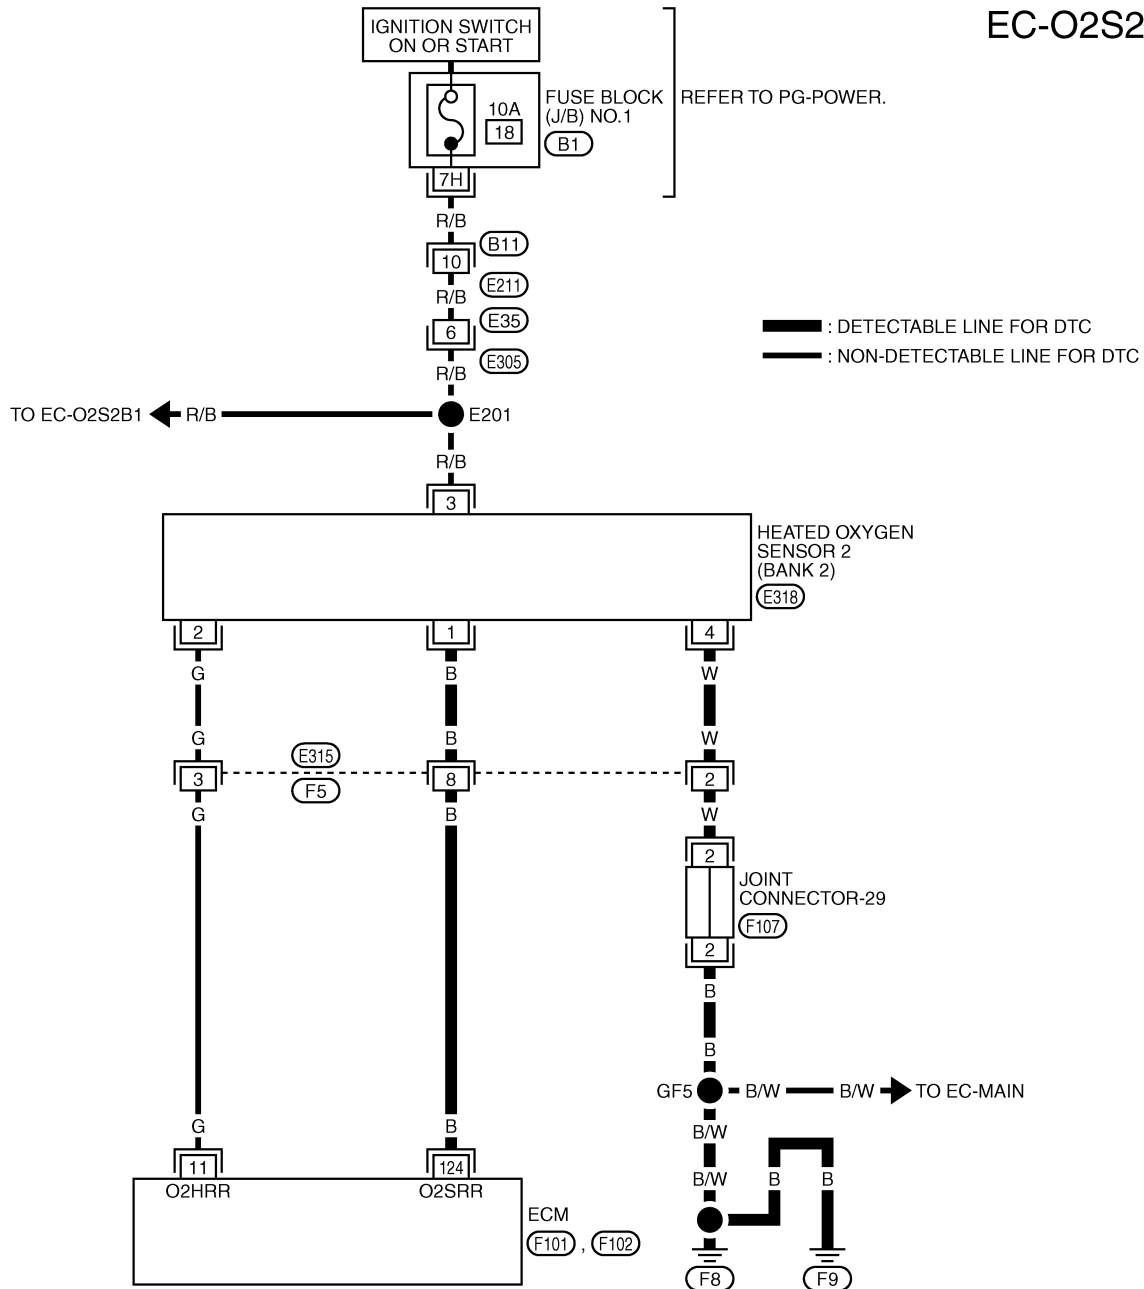 EC-O2S2
IGNITION SWITCH
ON OR START
FUSE BLOCK
(J/B) NO.1
REFER TO PG-POWER.
10A
18
B1
7H
R/B
B11
10
E211
R/B
E35
6
E305
R/B
: DETECTABLE LINE FOR DTC
: NON-DETECTABLE LINE FOR DTC
TO EC-O2S2B1
R/B
E201
R/B
3
HEATED OXYGEN
SENSOR 2
(BANK 2)
E318
2
1
4
G
B
W
G
B
W
E315
3
8
2
F5
G
B
W
2
JOINT
CONNECTOR-29
F107
2
B
B
GF5
B/W
B/W
TO EC-MAIN
G
B
B/W
11
124
B/W
B
B
O2HRR
O2SRR
ECM
F101 , F102
F8
F9